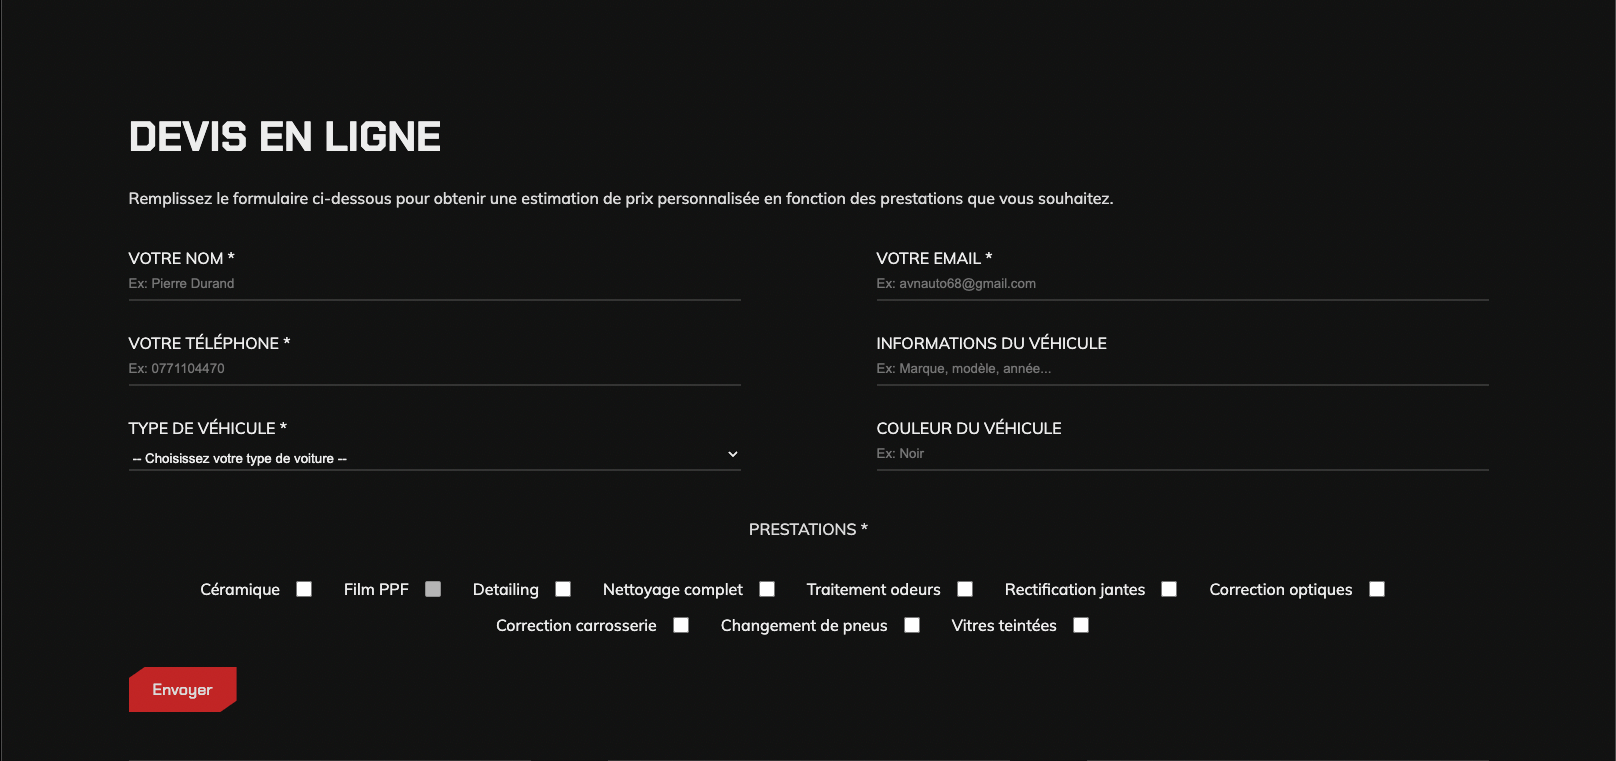 DEVIS EN LIGNE
Remplissez le formulaire ci-dessous pour obtenir une estimation de prix personnalisée en fonction des prestations que vous souhaitez.
VOTRE NOM *
Ex: Pierre Durand
VOTRE EMAIL *
Ex: avnauto68@gmail.com
VOTRE TÉLÉPHONE *
Ex: 0771104470
INFORMATIONS DU VÉHICULE
Ex: Marque, modèle, année...
TYPE DE VÉHICULE *
-- Choisissez votre type de voiture --
COULEUR DU VÉHICULE
Ex: Noir
PRESTATIONS *
Céramique Film PPF Detailing Nettoyage complet Traitement odeurs Rectification jantes Correction optiques
Correction carrosserie Changement de pneus Vitres teintées
Envoyer